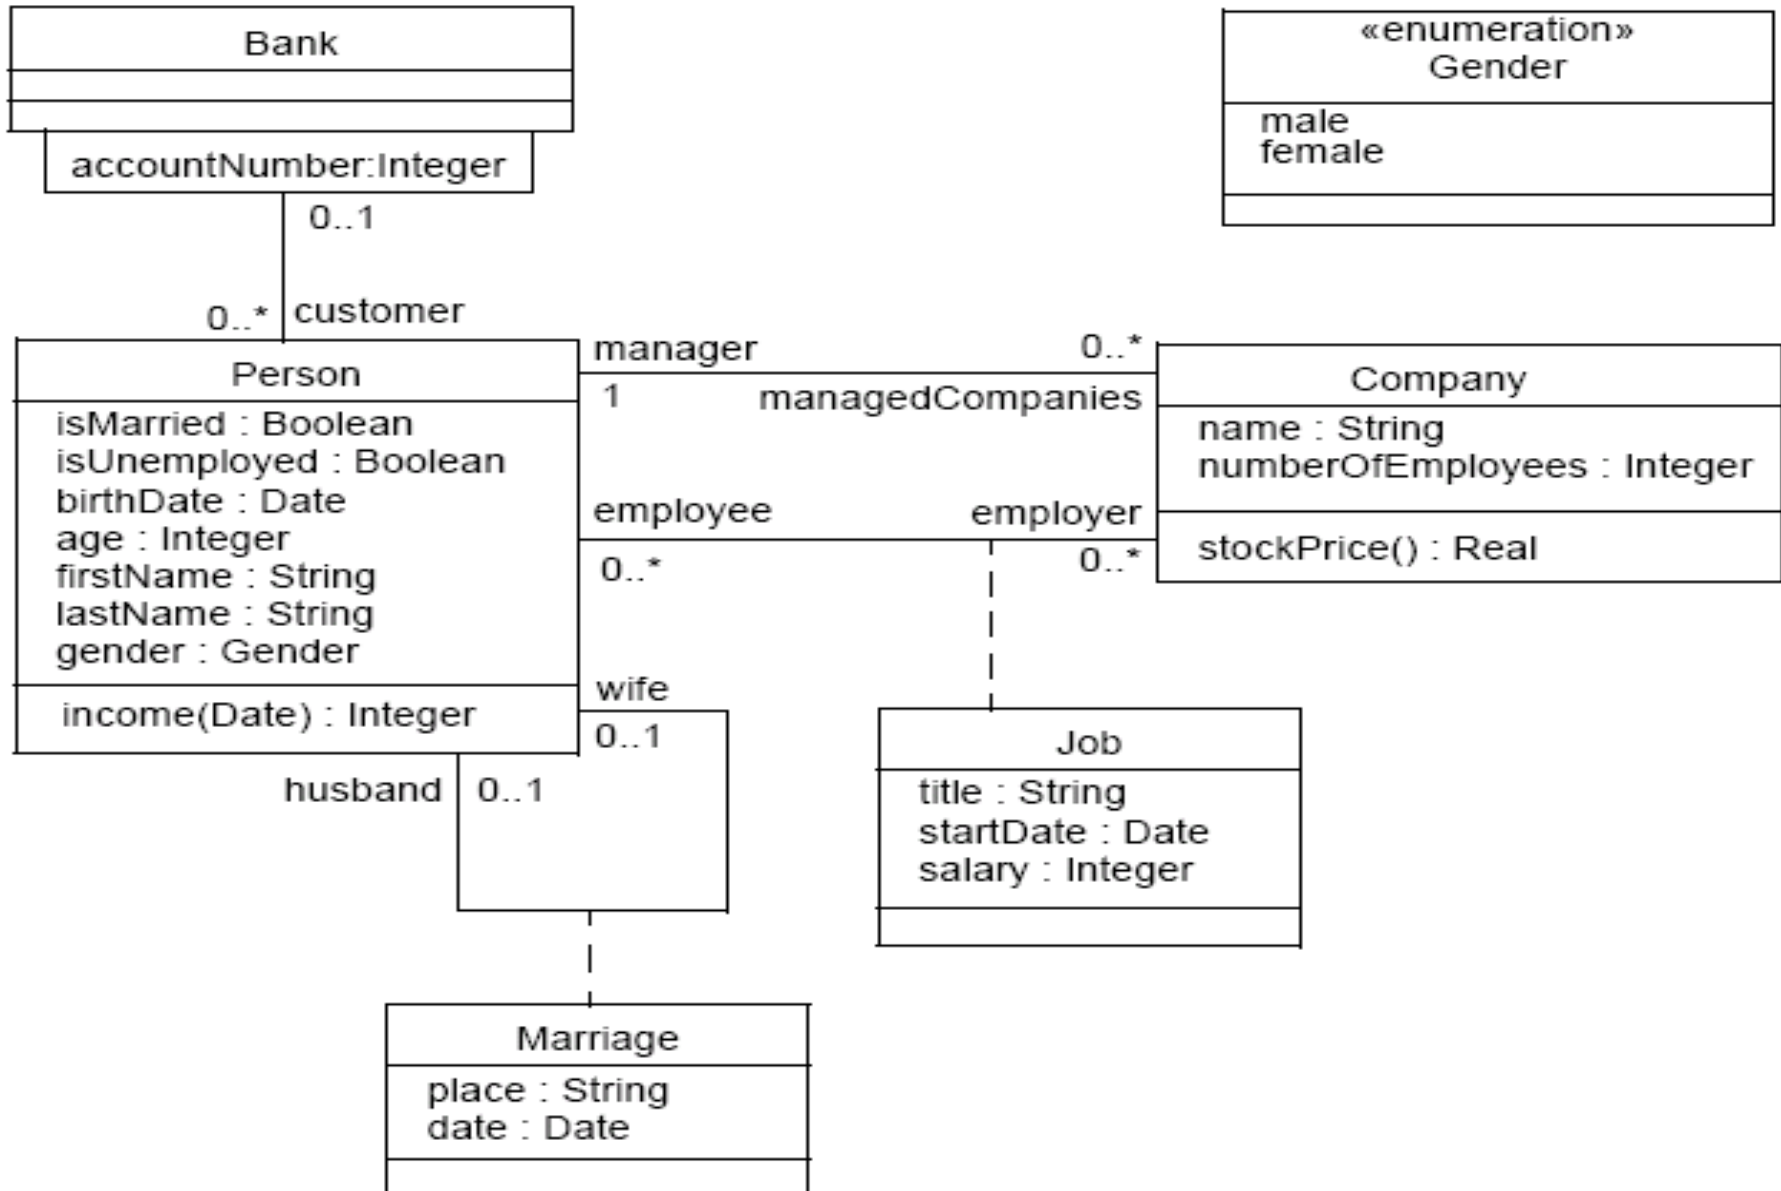 Bank
accountNumber:Integer
0..1
0..*
customer
«enumeration»
Gender
male
female
Person
isMarried : Boolean
isUnemployed : Boolean
birthDate : Date
age : Integer
firstName : String
lastName : String
gender : Gender
income(Date) : Integer
manager
0..*
1
managedCompanies
employee
employer
0..*
0..*
Company
name : String
numberOfEmployees : Integer
stockPrice() : Real
wife
0..1
husband
0..1
Job
title : String
startDate : Date
salary : Integer
Marriage
place : String
date : Date